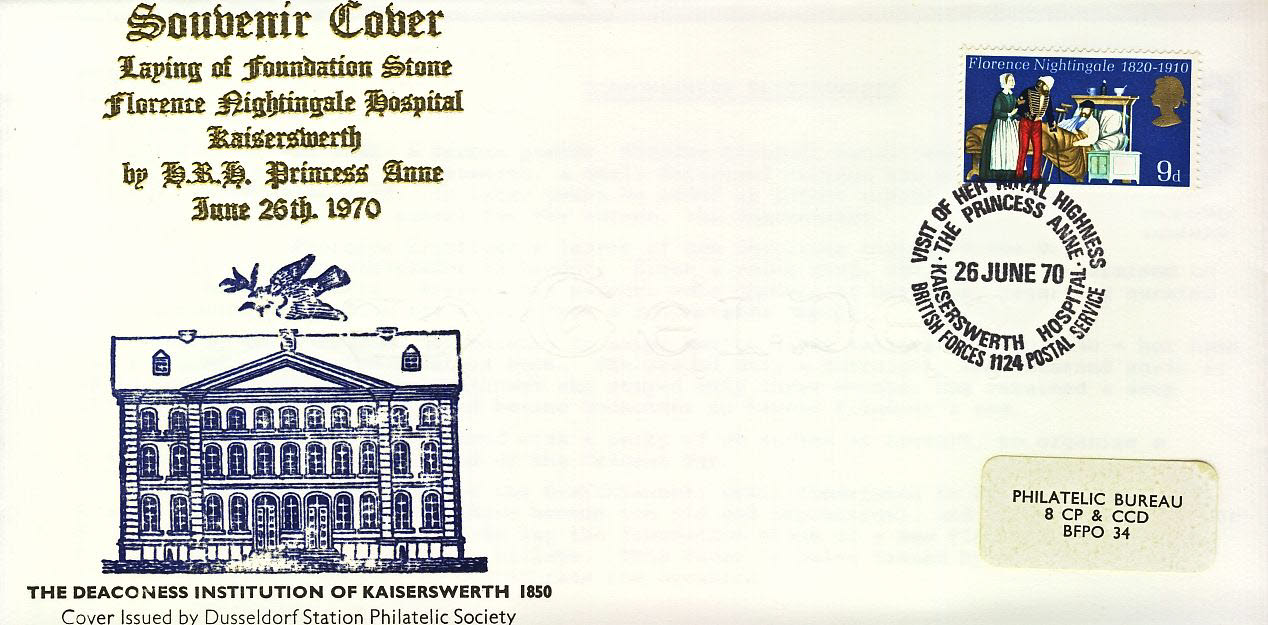 Souvenir Cover
Laying of Foundation Stone
Florence Nightingale Hospital
Kaiserswerth
by H.R.H. Princess Anne
June 26th. 1970
Florence Nightingale 1820-1910
9d
VISIT OF HER ROYAL HIGHNESS
· THE PRINCESS ANNE ·
26 JUNE 70
KAISERSWERTH HOSPITAL
BRITISH FORCES 1124 POSTAL SERVICE
PHILATELIC BUREAU
8 CP & CCD
BFPO 34
THE DEACONESS INSTITUTION OF KAISERSWERTH 1850
Cover Issued by Dusseldorf Station Philatelic Society